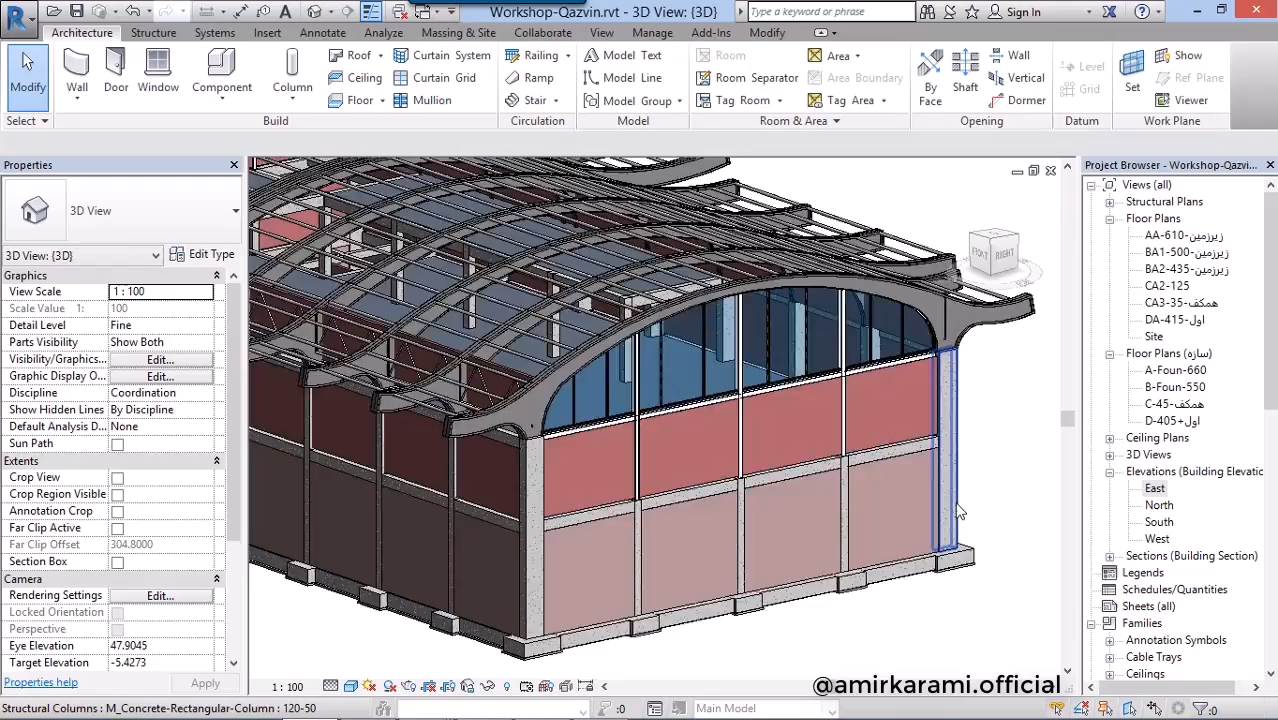 Workshop-Qazvin.rvt - 3D View: {3D}
Type a keyword or phrase
Sign In
Architecture
Structure
Systems
Insert
Annotate
Analyze
Massing & Site
Collaborate
View
Manage
Add-Ins
Modify
Modify
Wall
Door
Window
Component
Column
Roof
Ceiling
Floor
Curtain System
Curtain Grid
Mullion
Railing
Ramp
Stair
Model Text
Model Line
Model Group
Room
Room Separator
Tag Room
Area
Area Boundary
Tag Area
By Face
Shaft
Wall
Vertical
Dormer
Level
Grid
Set
Show
Ref Plane
Viewer
Select
Build
Circulation
Model
Room & Area
Opening
Datum
Work Plane
Properties
3D View
3D View: {3D}
Edit Type
Graphics
View Scale 1 : 100
Scale Value 1: 100
Detail Level Fine
Parts Visibility Show Both
Visibility/Graphics... Edit...
Graphic Display O... Edit...
Discipline Coordination
Show Hidden Lines By Discipline
Default Analysis D... None
Sun Path
Extents
Crop View
Crop Region Visible
Annotation Crop
Far Clip Active
Far Clip Offset 304.8000
Section Box
Camera
Rendering Settings Edit...
Locked Orientation
Perspective
Eye Elevation 47.9045
Target Elevation -5.4273
Properties help
Apply
FRONT
RIGHT
1 : 100
@amirkarami.official
Project Browser - Workshop-Qazvi...
Views (all)
Structural Plans
Floor Plans
AA-610-زیرزمین
BA1-500-زیرزمین
BA2-435-زیرزمین
CA2-125
CA3-35-همکف
DA-415-اول
Site
Floor Plans (سازه)
A-Foun-660
B-Foun-550
C-45-همکف
D-405+اول
Ceiling Plans
3D Views
Elevations (Building Elevatic
East
North
South
West
Sections (Building Section)
Legends
Schedules/Quantities
Sheets (all)
Families
Annotation Symbols
Cable Trays
Ceilings
Structural Columns : M_Concrete-Rectangular-Column : 120-50
:0
Main Model
:0